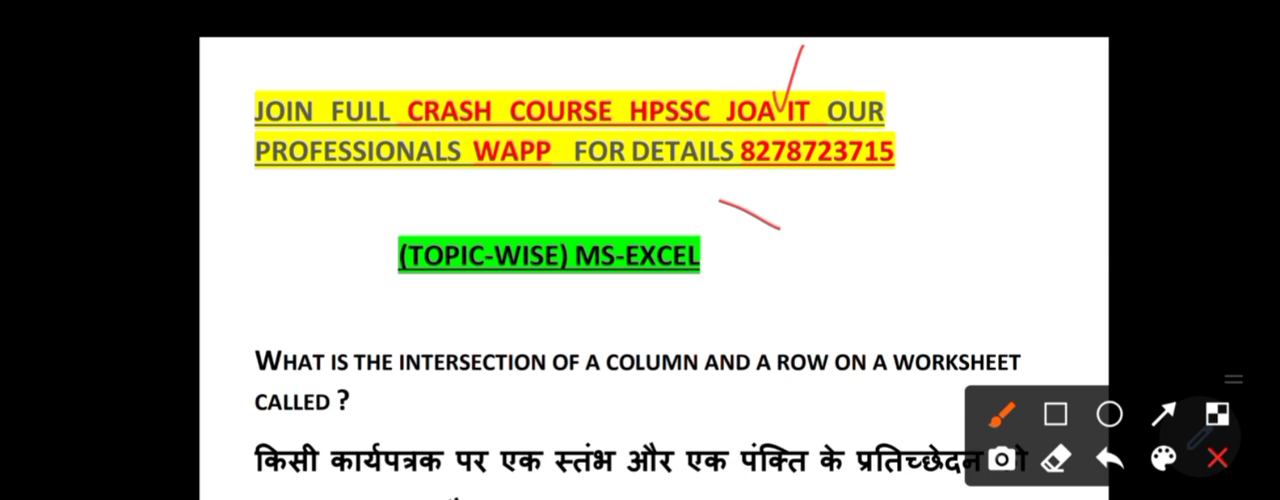 JOIN FULL CRASH COURSE HPSSC JOA IT OUR
PROFESSIONALS WAPP FOR DETAILS 8278723715
(TOPIC-WISE) MS-EXCEL
WHAT IS THE INTERSECTION OF A COLUMN AND A ROW ON A WORKSHEET
CALLED ?
किसी कार्यपत्रक पर एक स्तंभ और एक पंक्ति के प्रतिच्छेदन